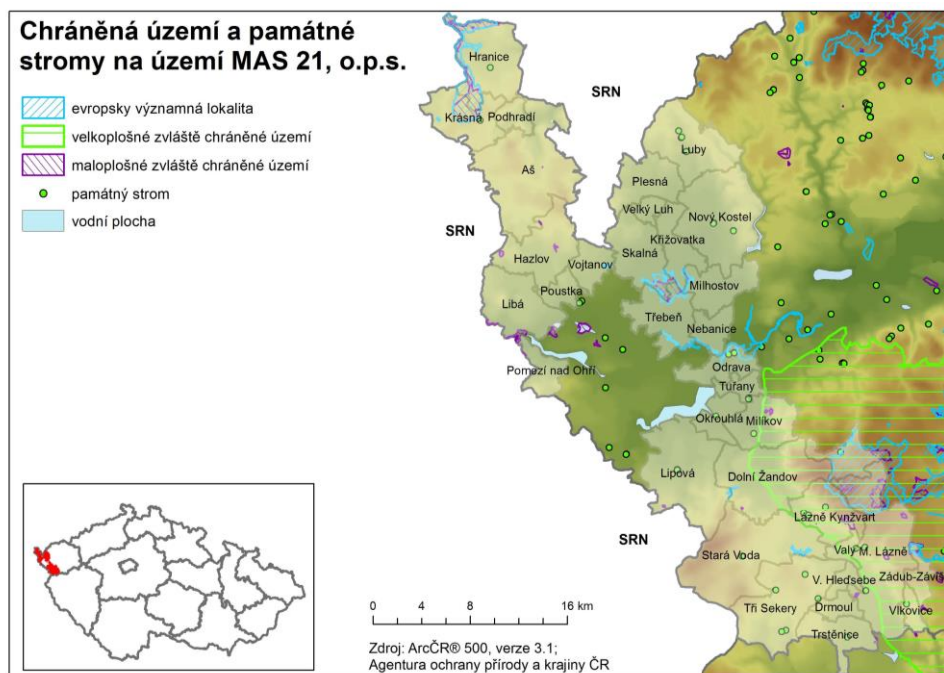 Chráněná území a památné
stromy na území MAS 21, o.p.s.
evropsky významná lokalita
velkoplošné zvláště chráněné území
maloplošné zvláště chráněné území
památný strom
vodní plocha
Hranice
SRN
Krásná
Podhradí
Aš
Luby
Plesná
Velký Luh
Nový Kostel
SRN
Křižovatka
Skalná
Hazlov
Vojtanov
Milhostov
Poustka
Libá
Třebeň
Nebanice
Odrava
Pomezí nad Ohří
Tuřany
Okrouhlá
Milíkov
Lipová
Dolní Žandov
Lázně Kynžvart
SRN
Stará Voda
Valy
M. Lázně
Zádub-Záviš
V. Hleďsebe
Tři Sekery
Drmoul
Vlkovice
Trstěnice
0 4 8 16 km
Zdroj: ArcČR® 500, verze 3.1;
Agentura ochrany přírody a krajiny ČR